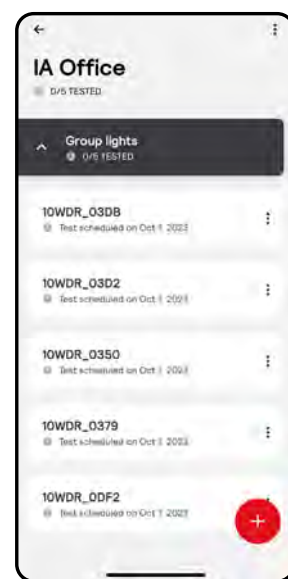 IA Office
0/5 TESTED
Group lights
0/5 TESTED
10WDR_03DB
Test scheduled on Oct 1 2023
10WDR_03D2
Test scheduled on Oct 1 2023
10WDR_0350
Test scheduled on Oct 1 2023
10WDR_0379
Test scheduled on Oct 1 2023
10WDR_0DF2
Test scheduled on Oct 1 2023